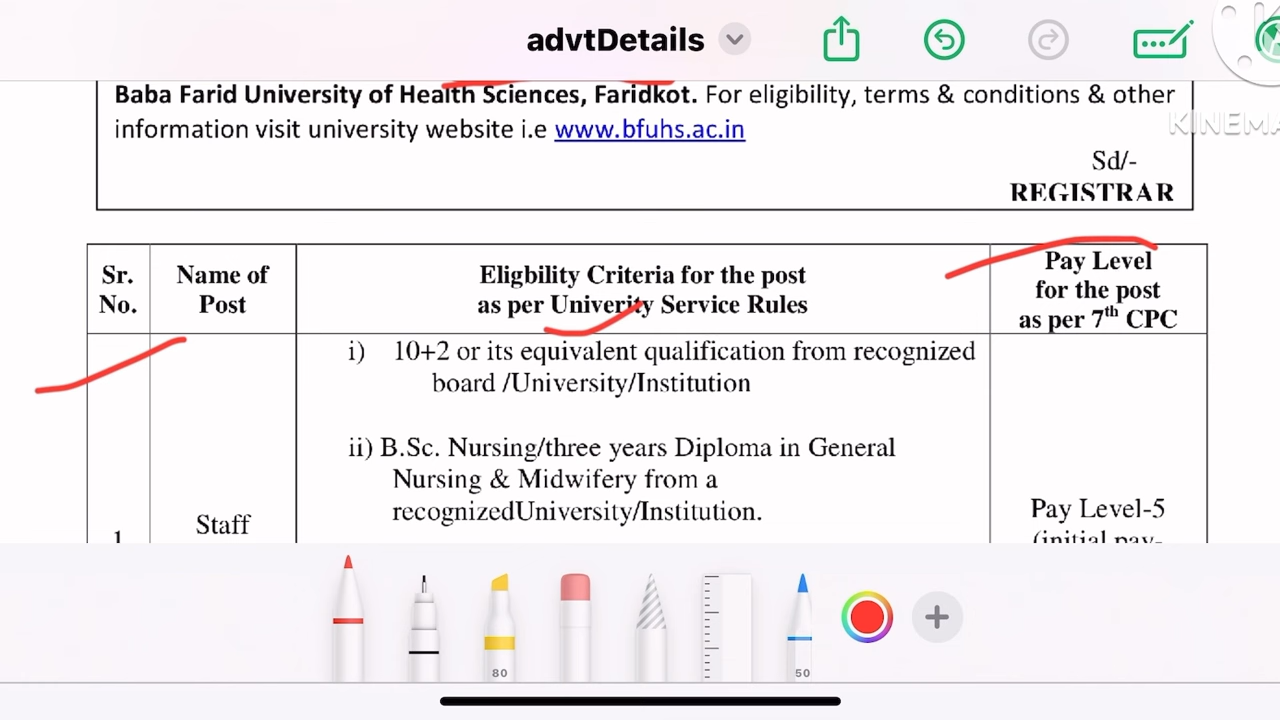 advtDetails
KINEMA
Baba Farid University of Health Sciences, Faridkot. For eligibility, terms & conditions & other
information visit university website i.e www.bfuhs.ac.in
Sd/-
REGISTRAR
Sr. No.
Name of Post
Eligbility Criteria for the post
as per Univerity Service Rules
Pay Level
for the post
as per 7th CPC
i) 10+2 or its equivalent qualification from recognized
board /University/Institution
ii) B.Sc. Nursing/three years Diploma in General
Nursing & Midwifery from a
recognizedUniversity/Institution.
1
Staff
Pay Level-5
(initial pay-
80
50